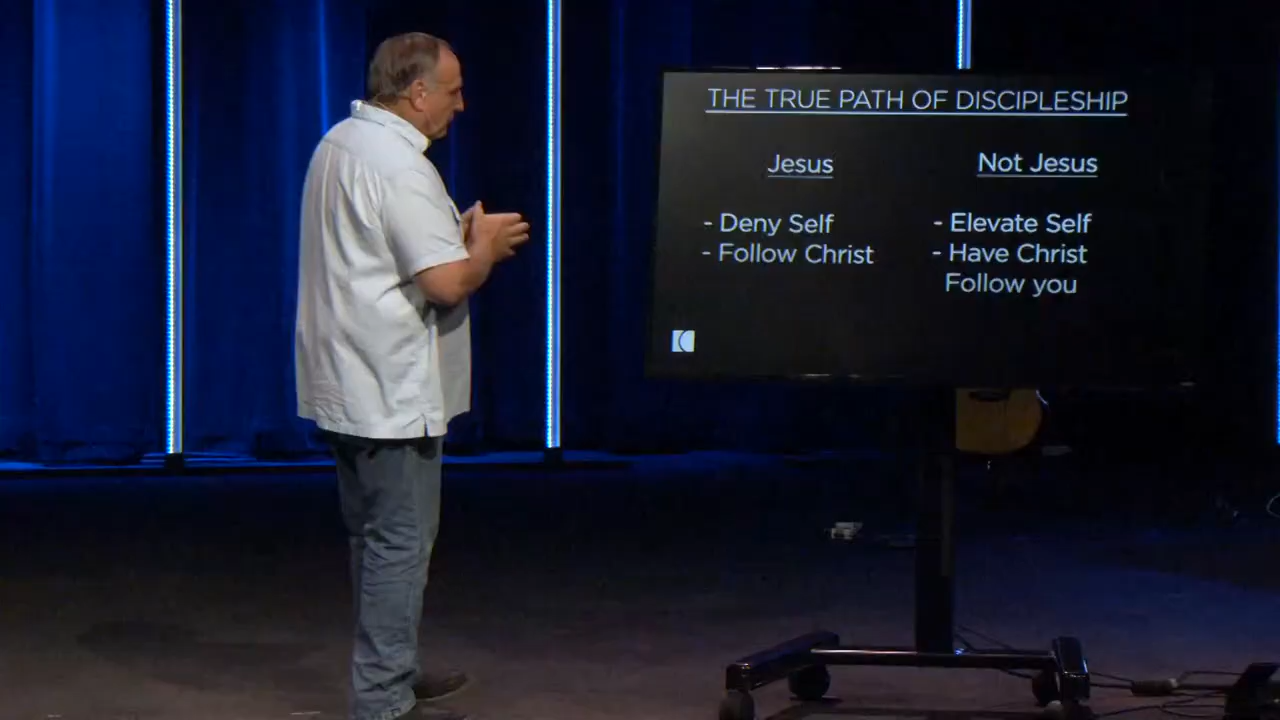 THE TRUE PATH OF DISCIPLESHIP
Jesus
- Deny Self
- Follow Christ
Not Jesus
- Elevate Self
- Have Christ
Follow you